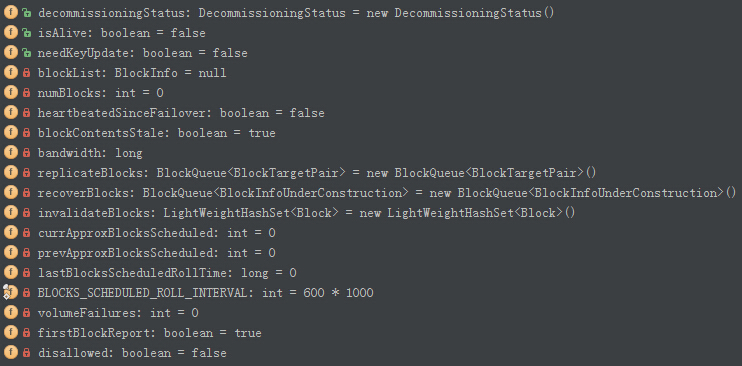 decommissioningStatus: DecommissioningStatus = new DecommissioningStatus()
isAlive: boolean = false
needKeyUpdate: boolean = false
blockList: BlockInfo = null
numBlocks: int = 0
heartbeatedSinceFailover: boolean = false
blockContentsStale: boolean = true
bandwidth: long
replicateBlocks: BlockQueue<BlockTargetPair> = new BlockQueue<BlockTargetPair>()
recoverBlocks: BlockQueue<BlockInfoUnderConstruction> = new BlockQueue<BlockInfoUnderConstruction>()
invalidateBlocks: LightWeightHashSet<Block> = new LightWeightHashSet<Block>()
currApproxBlocksScheduled: int = 0
prevApproxBlocksScheduled: int = 0
lastBlocksScheduledRollTime: long = 0
BLOCKS_SCHEDULED_ROLL_INTERVAL: int = 600 * 1000
volumeFailures: int = 0
firstBlockReport: boolean = true
disallowed: boolean = false